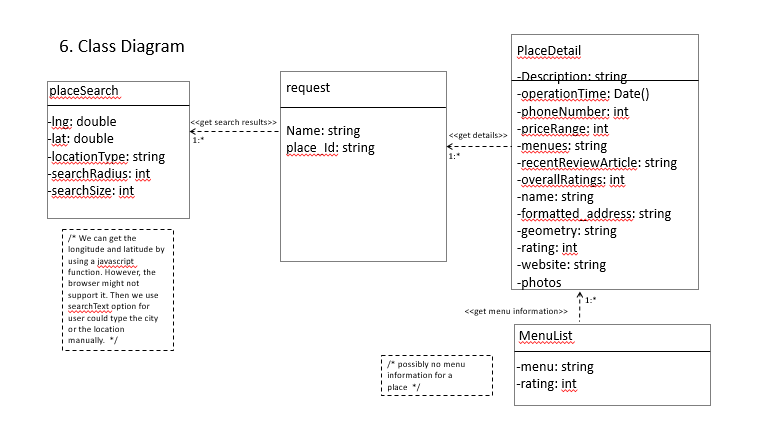 6. Class Diagram
placeSearch
-lng: double
-lat: double
-locationType: string
-searchRadius: int
-searchSize: int
/* We can get the
longitude and latitude by
using a javascript
function. However, the
browser might not
support it. Then we use
searchText option for
user could type the city
or the location
manually.  */
<<get search results>>
1:*
request
Name: string
place_Id: string
<<get details>>
1:*
PlaceDetail
-Description: string
-operationTime: Date()
-phoneNumber: int
-priceRange: int
-menues: string
-recentReviewArticle: string
-overallRatings: int
-name: string
-formatted_address: string
-geometry: string
-rating: int
-website: string
-photos
1:*
<<get menu information>>
MenuList
-menu: string
-rating: int
/* possibly no menu
information for a
place  */